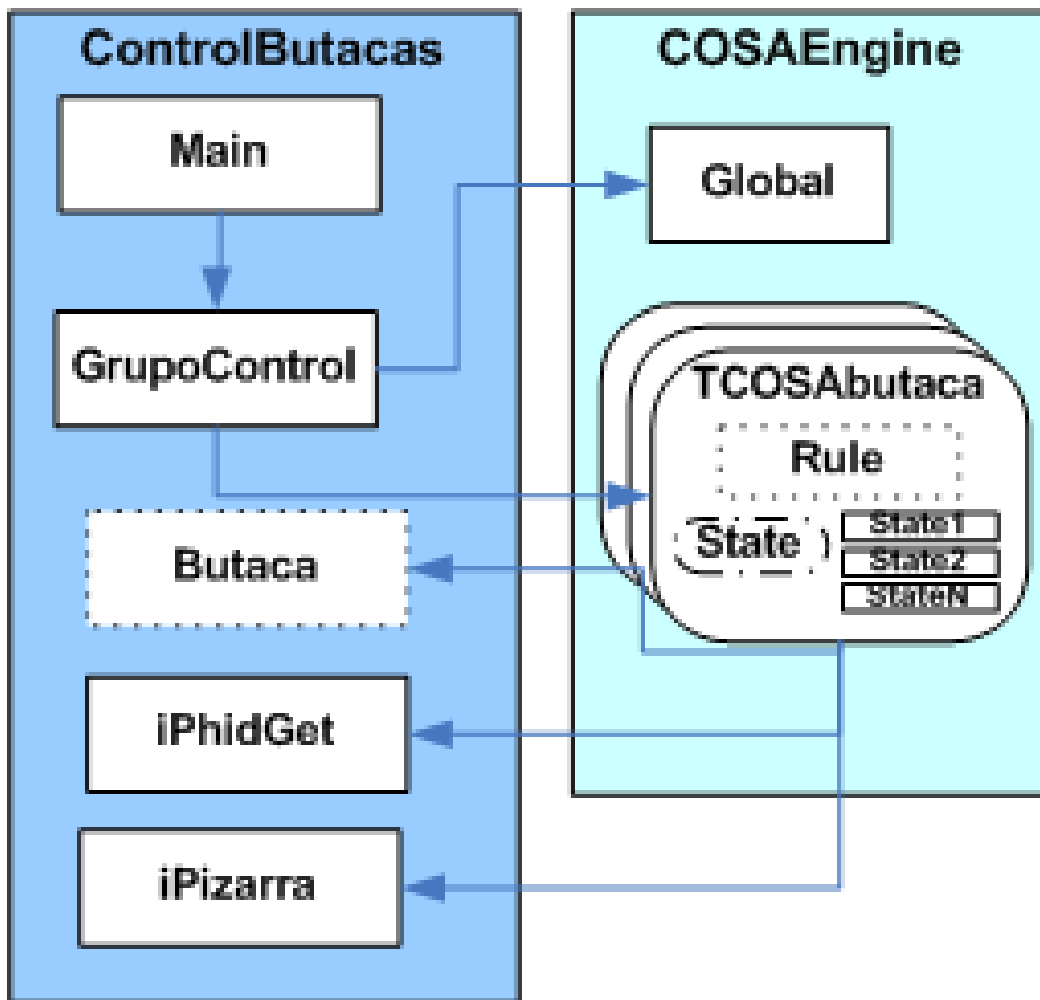 ControlButacas
Main
GrupoControl
Butaca
iPhidGet
iPizarra
COSAEngine
Global
TCOSAbutaca
Rule
State
State1
State2
StateN